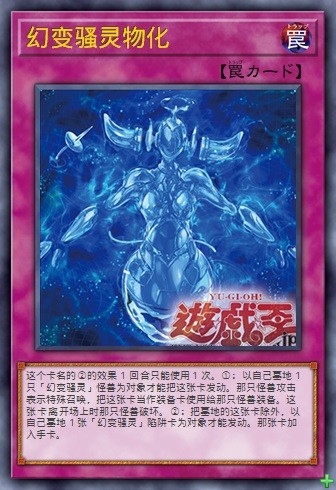 幻变骚灵物化
トラップ
罠
【罠カード】
YU-GI-OH!
遊戯王
.jp
这个卡名的②的效果1回合只能使用1次。①:以自己墓地1
只「幻变骚灵」怪兽为对象才能把这张卡发动。那只怪兽攻击
表示特殊召唤,把这张卡当作装备卡使用给那只怪兽装备。这
张卡离开场上时那只怪兽破坏。②:把墓地的这张卡除外,以
自己墓地1张「幻变骚灵」陷阱卡为对象才能发动。那张卡加
入手卡。